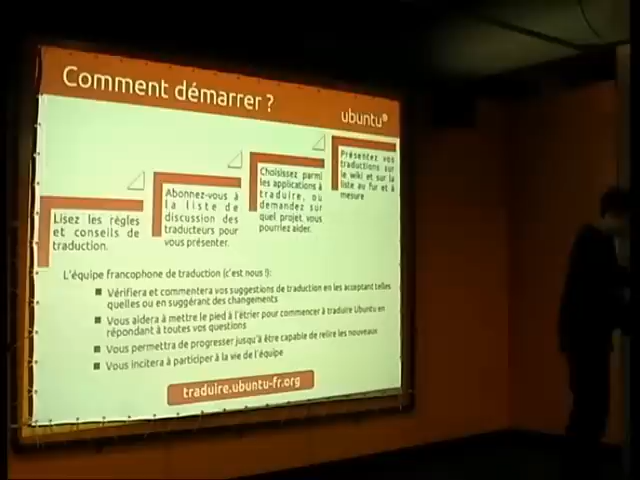 Comment démarrer ?
ubuntu®
Lisez les règles
et conseils de
traduction.
Abonnez-vous à
la liste de
discussion des
traducteurs pour
vous présenter.
Choisissez parmi
les applications à
traduire, ou
demandez sur
quel projet vous
pourriez aider.
Présentez vos
traductions sur
le wiki et sur la
liste au fur et à
mesure
L'équipe francophone de traduction (c'est nous !):
Vérifiera et commentera vos suggestions de traduction en les acceptant telles
quelles ou en suggérant des changements
Vous aidera à mettre le pied à l'étrier pour commencer à traduire Ubuntu en
répondant à toutes vos questions
Vous permettra de progresser jusqu'à être capable de relire les nouveaux
Vous incitera à participer à la vie de l'équipe
traduire.ubuntu-fr.org